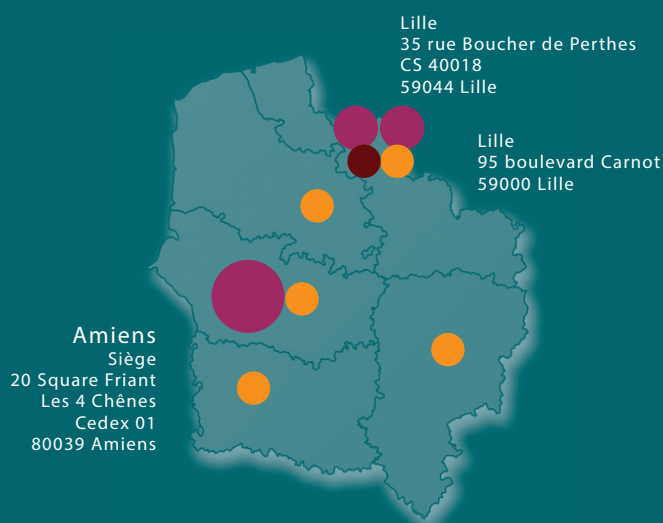 Lille
35 rue Boucher de Perthes
CS 40018
59044 Lille
Lille
95 boulevard Carnot
59000 Lille
Amiens
Siège
20 Square Friant
Les 4 Chênes
Cedex 01
80039 Amiens